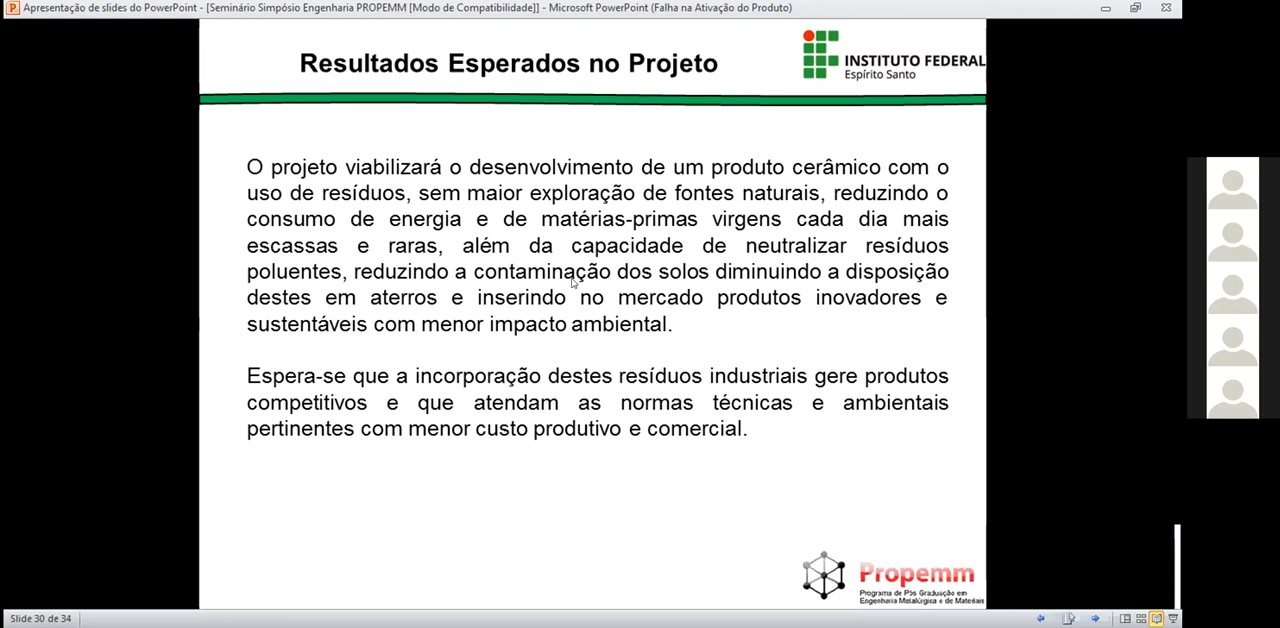 Apresentação de slides do PowerPoint - [Seminário Simpósio Engenharia PROPEMM [Modo de Compatibilidade]] - Microsoft PowerPoint (Falha na Ativação do Produto)
Resultados Esperados no Projeto
INSTITUTO FEDERAL
Espírito Santo
O projeto viabilizará o desenvolvimento de um produto cerâmico com o
uso de resíduos, sem maior exploração de fontes naturais, reduzindo o
consumo de energia e de matérias-primas virgens cada dia mais
escassas e raras, além da capacidade de neutralizar resíduos
poluentes, reduzindo a contaminação dos solos diminuindo a disposição
destes em aterros e inserindo no mercado produtos inovadores e
sustentáveis com menor impacto ambiental.
Espera-se que a incorporação destes resíduos industriais gere produtos
competitivos e que atendam as normas técnicas e ambientais
pertinentes com menor custo produtivo e comercial.
Propemm
Programa de Pós Graduação em
Engenharia Metalúrgica e de Materiais
Slide 30 de 34